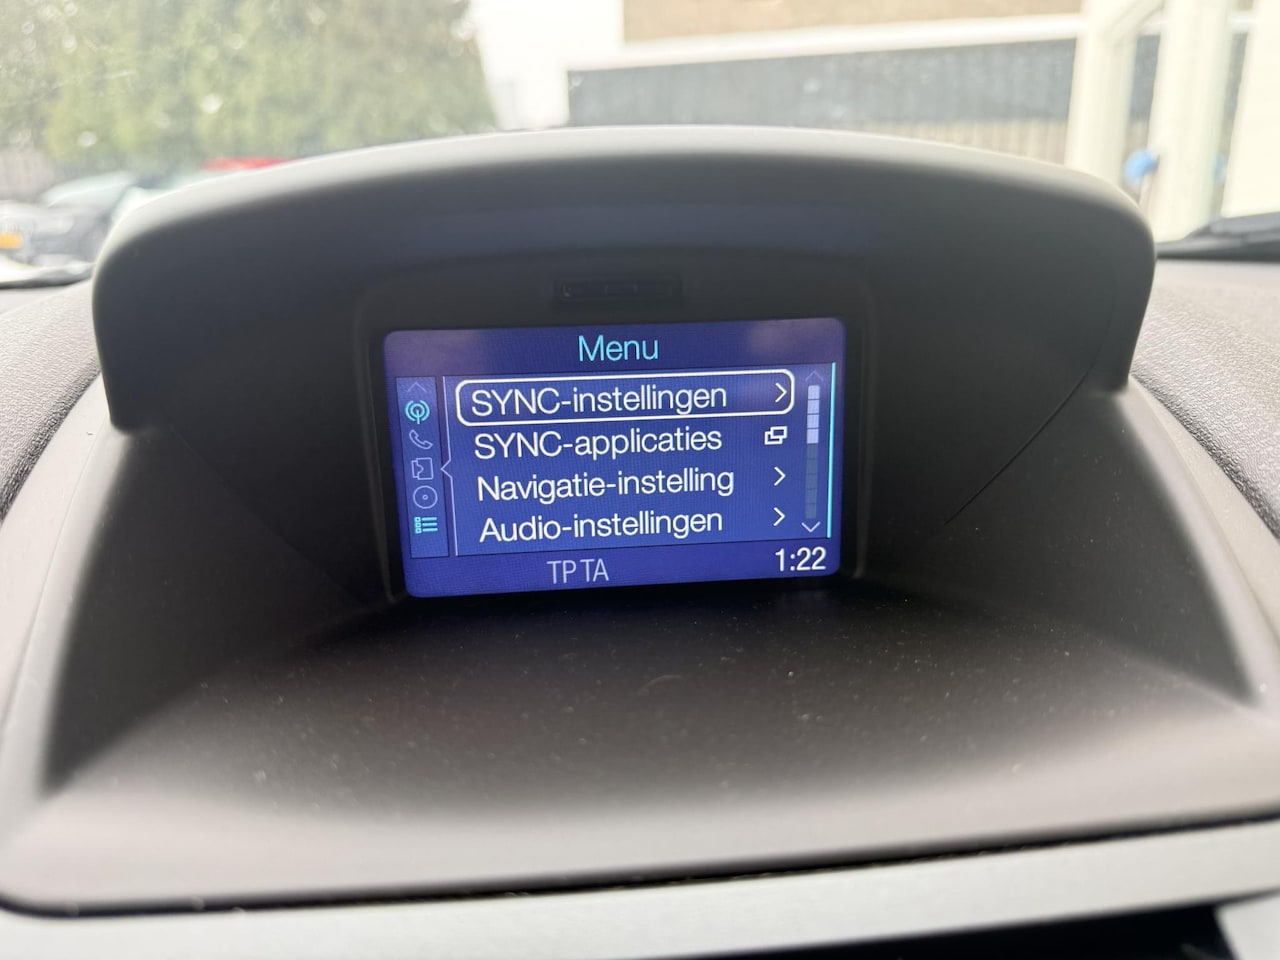 Menu
SYNC-instellingen
SYNC-applicaties
Navigatie-instelling
Audio-instellingen
TP TA 1:22